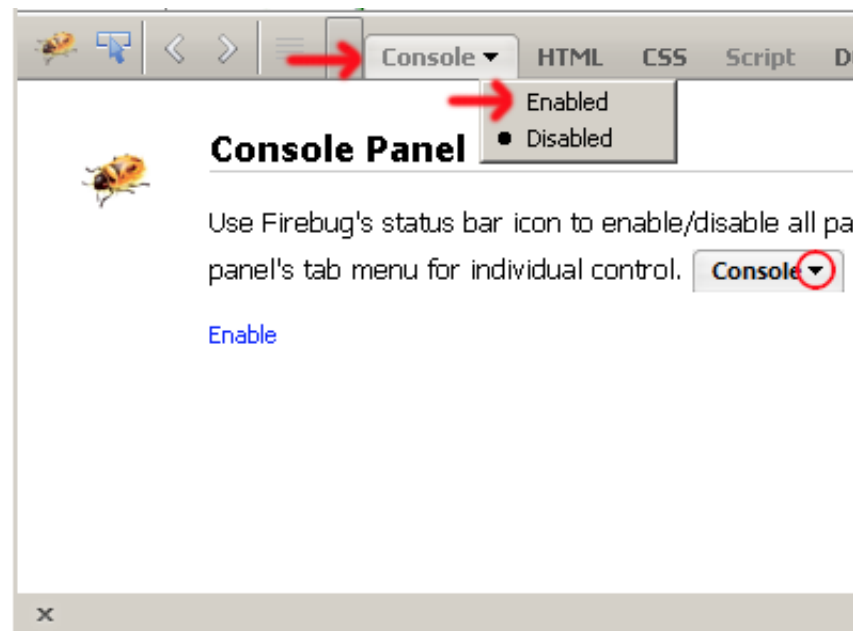 Console HTML CSS Script
Enabled
Disabled
Console Panel
Use Firebug's status bar icon to enable/disable all
panel's tab menu for individual control. Console
Enable